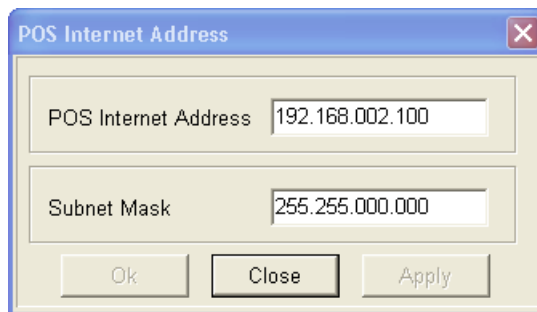 POS Internet Address
POS Internet Address 192.168.002.100
Subnet Mask 255.255.000.000
Ok Close Apply